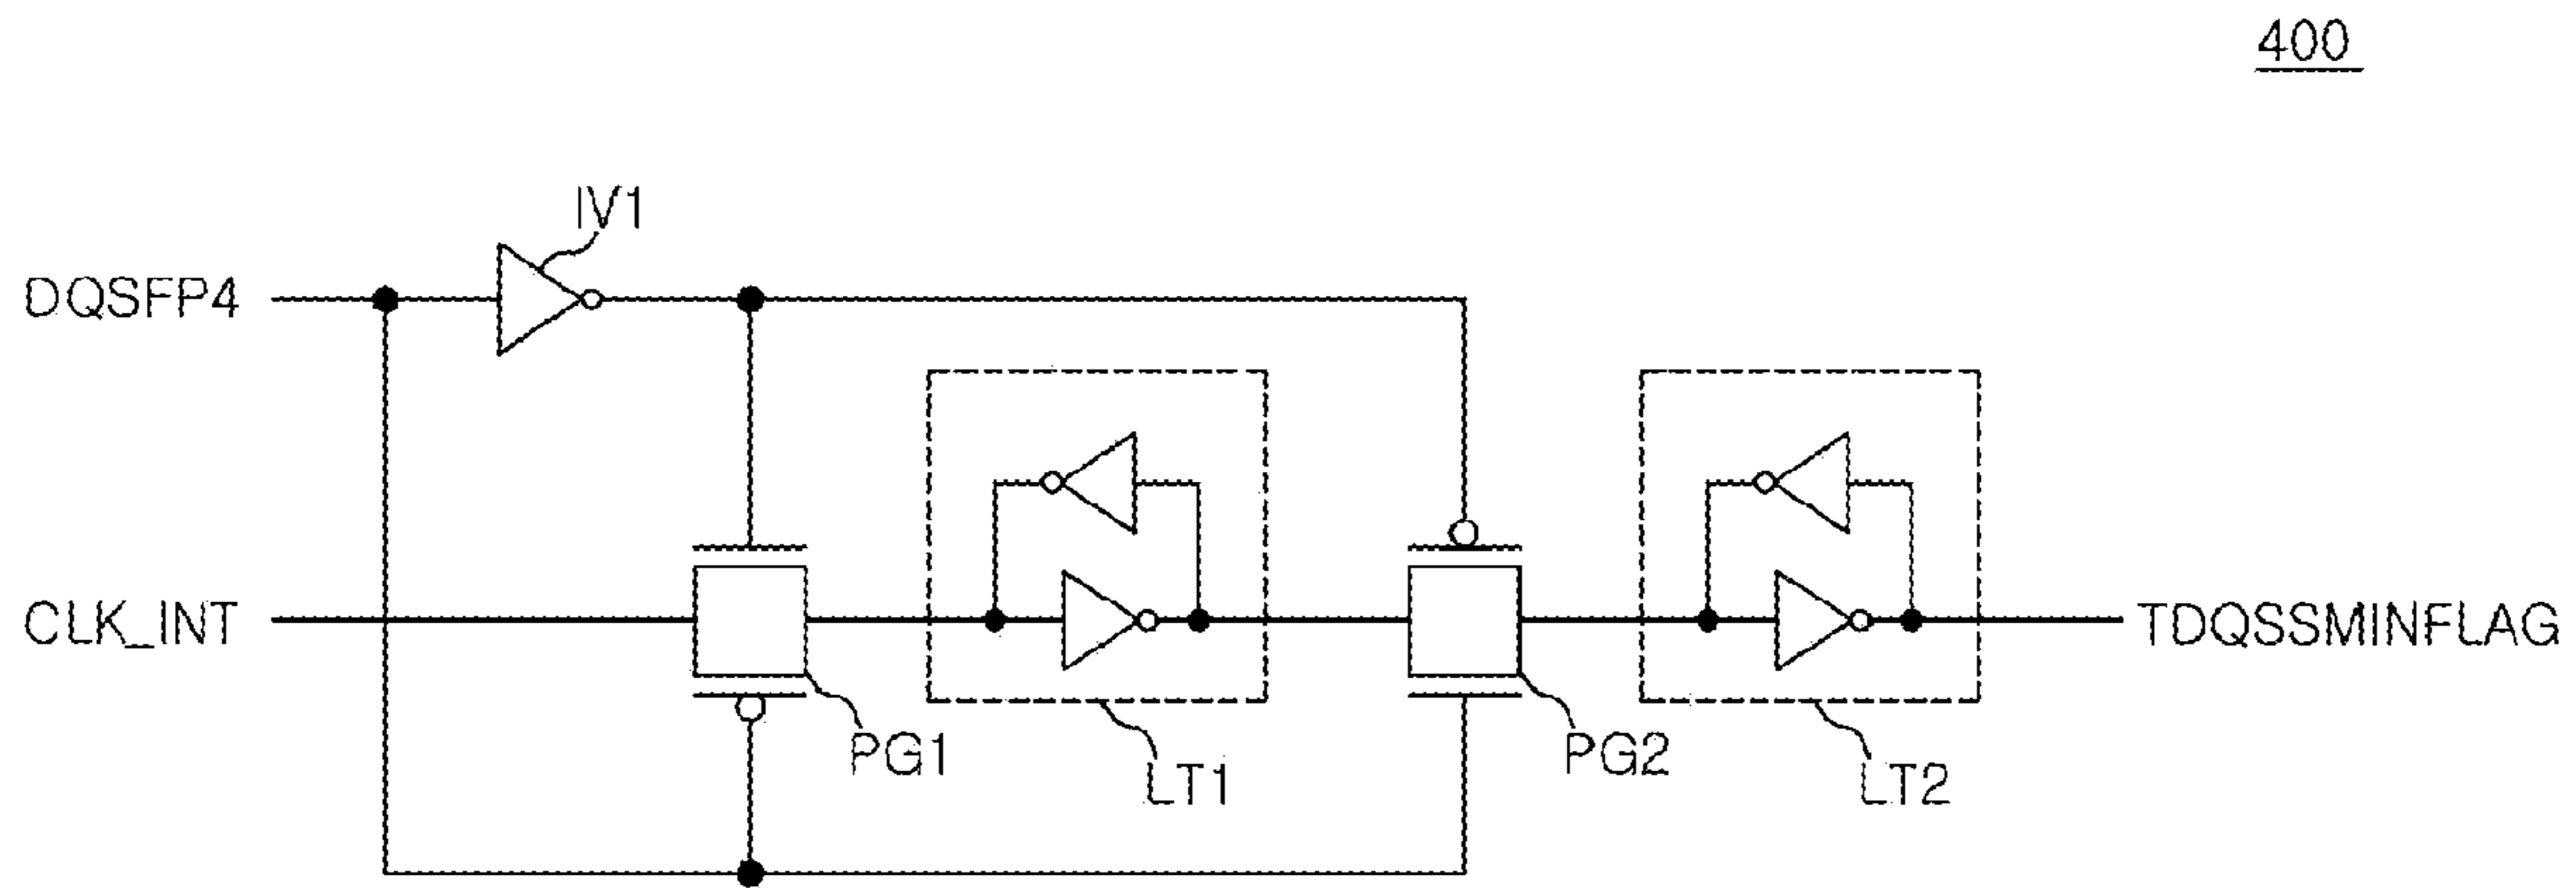 400
IV1
DQSFP4
CLK_INT
TDQSSMINFLAG
PG1
LT1
PG2
LT2